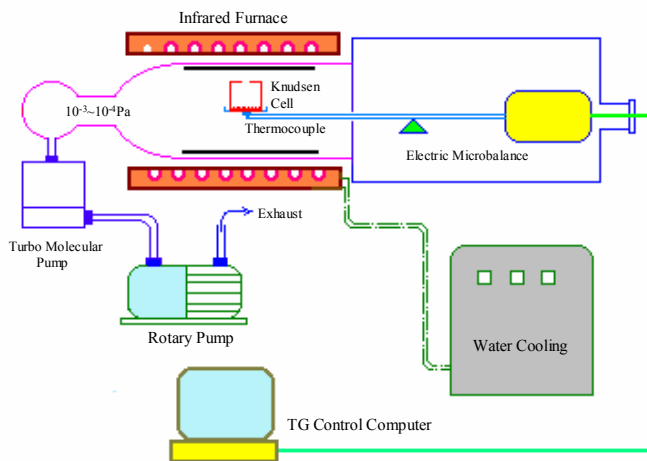 Infrared Furnace
10⁻³~10⁻⁴Pa
Knudsen
Cell
Thermocouple
Electric Microbalance
Exhaust
Turbo Molecular
Pump
Rotary Pump
Water Cooling
TG Control Computer